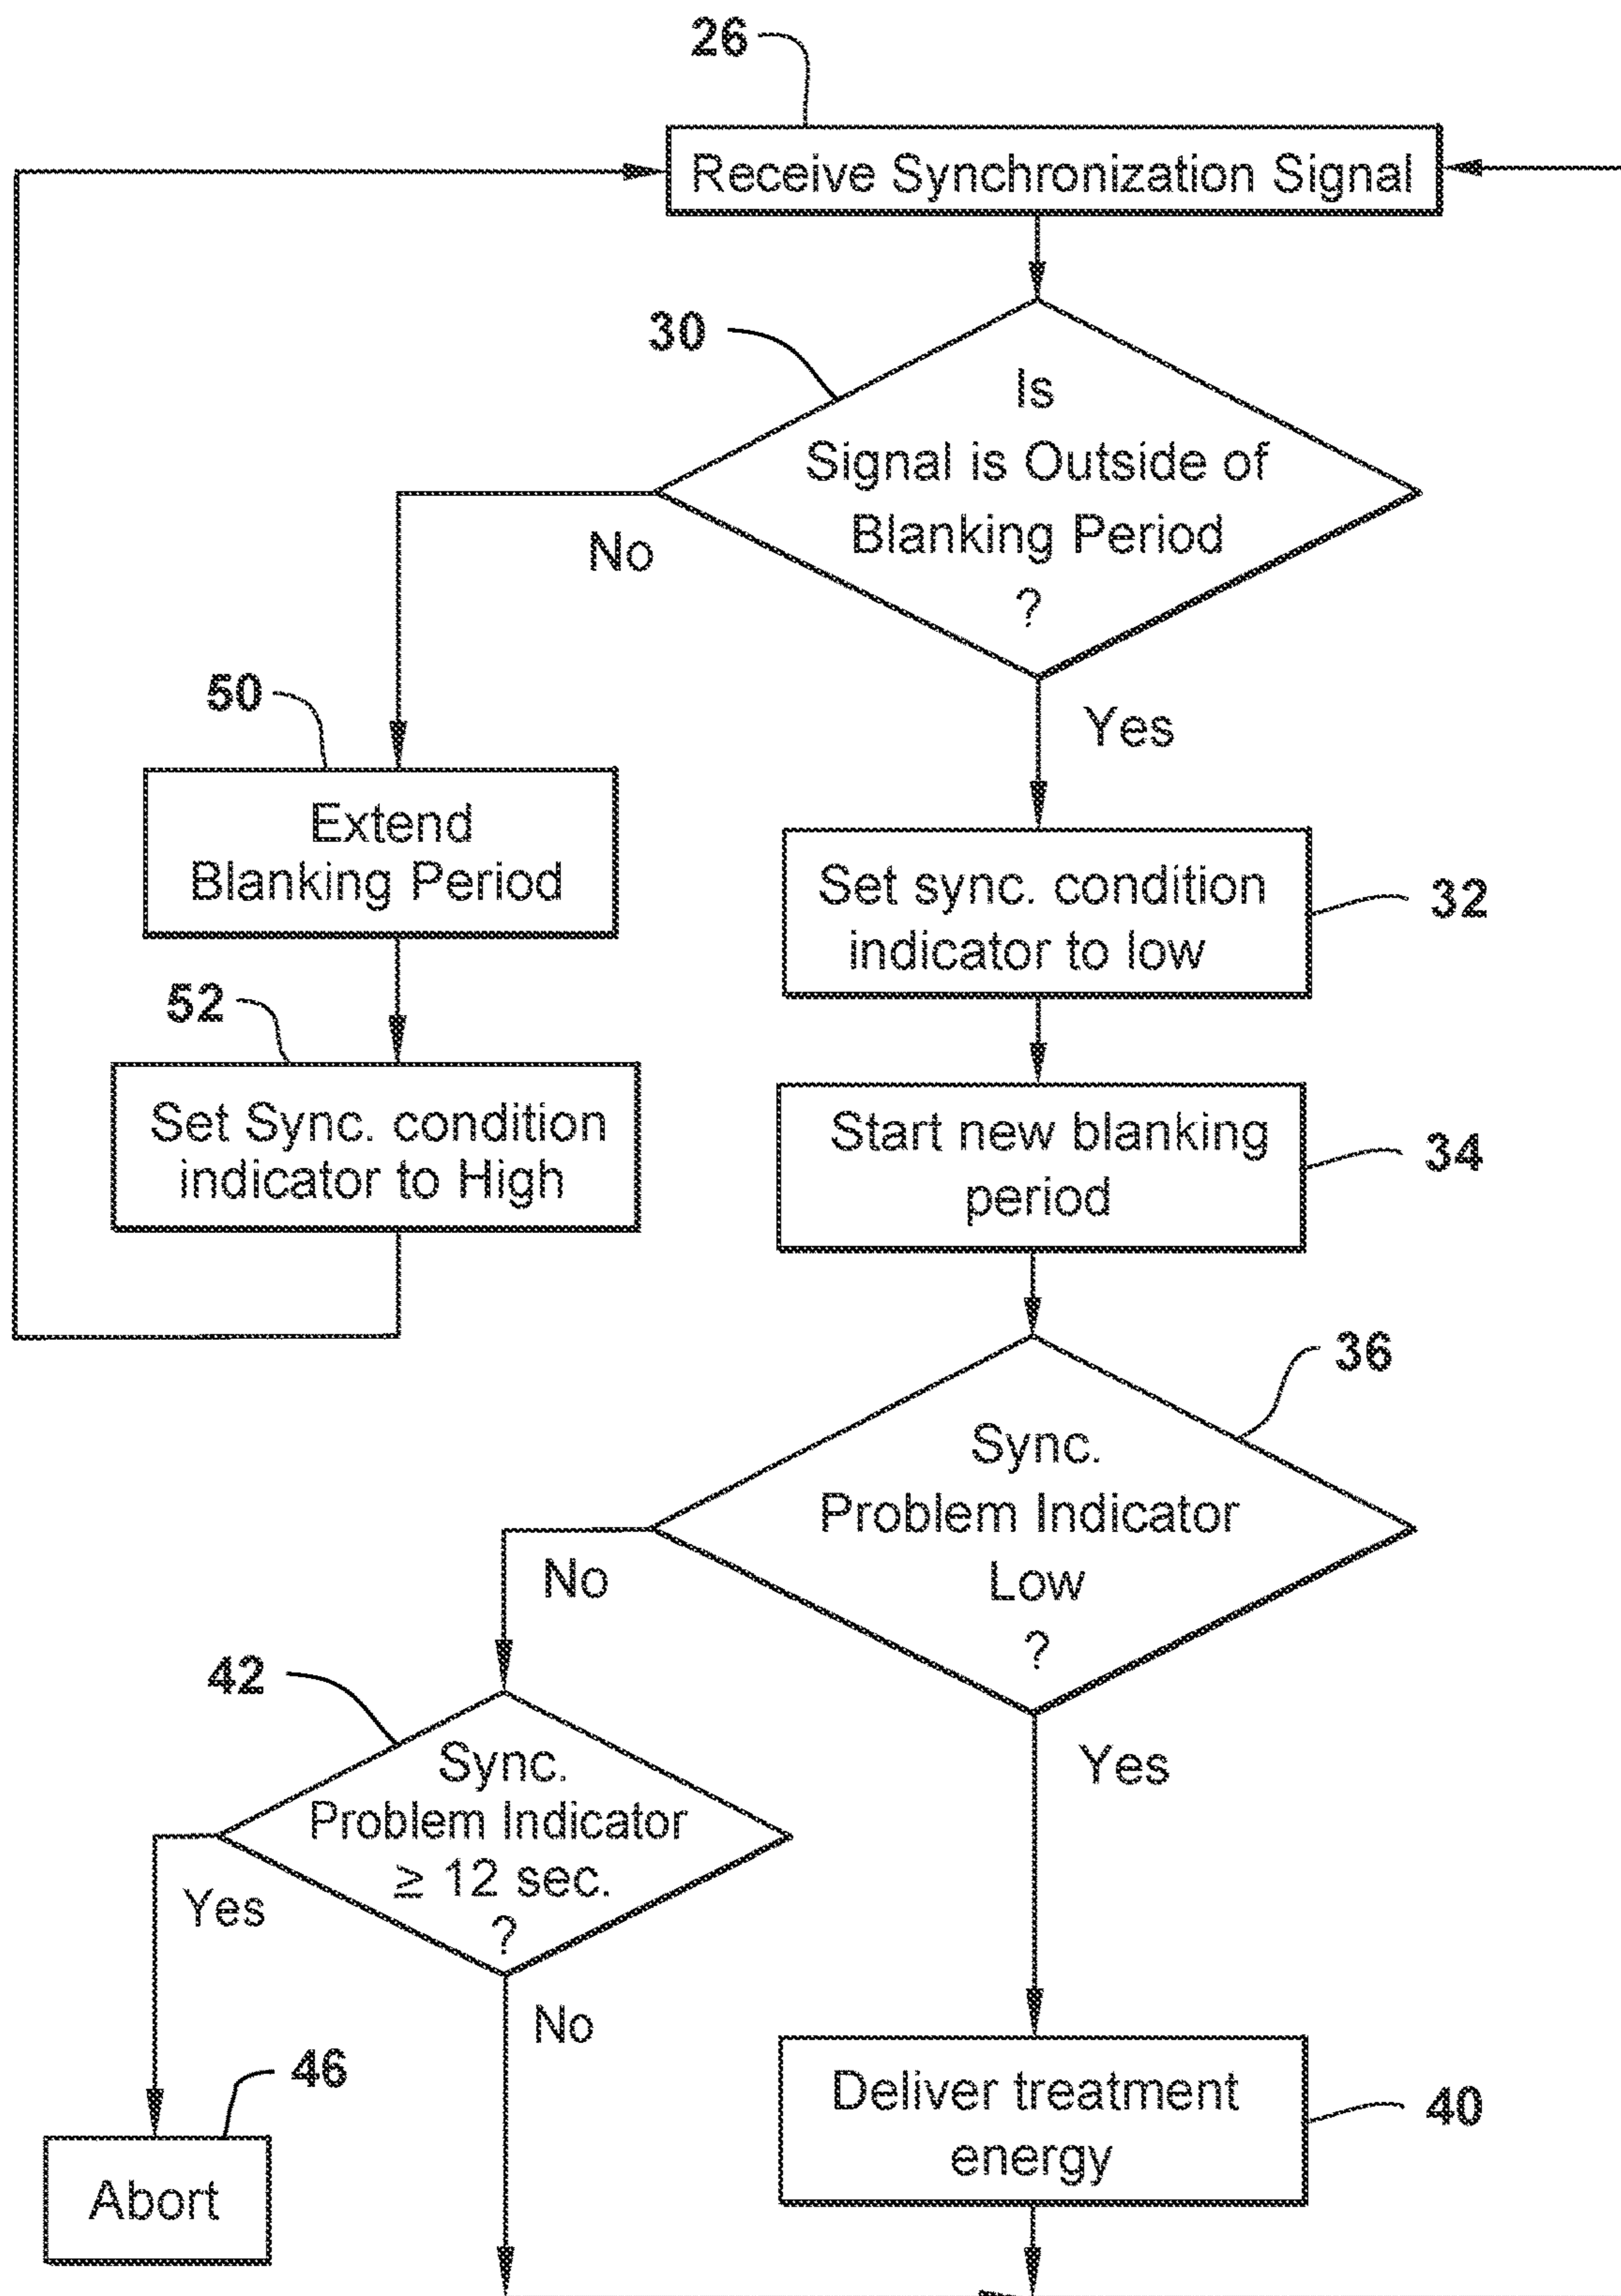 26
Receive Synchronization Signal
30
Is
Signal is Outside of
Blanking Period
?
No
Yes
50
Extend
Blanking Period
Set sync. condition
indicator to low
32
52
Set Sync. condition
indicator to High
Start new blanking
period
34
36
Sync.
Problem Indicator
Low
?
No
Yes
42
Sync.
Problem Indicator
≥ 12 sec.
?
Yes
No
46
Abort
Deliver treatment
energy
40